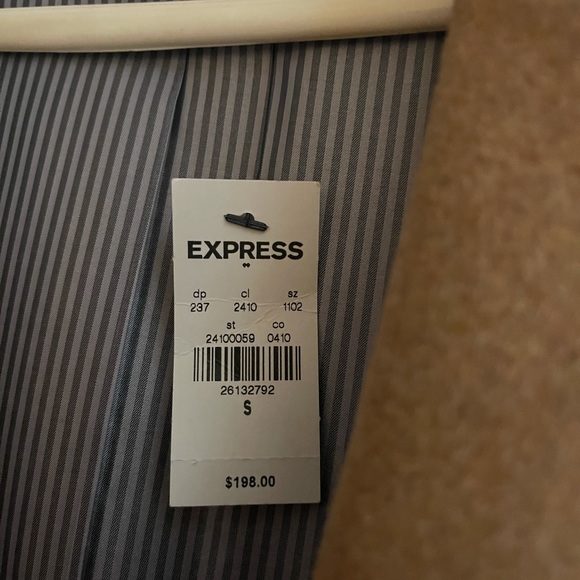 EXPRESS
dp cl sz
237 2410 1102
st co
24100059 0410
26132792
S
$198.00